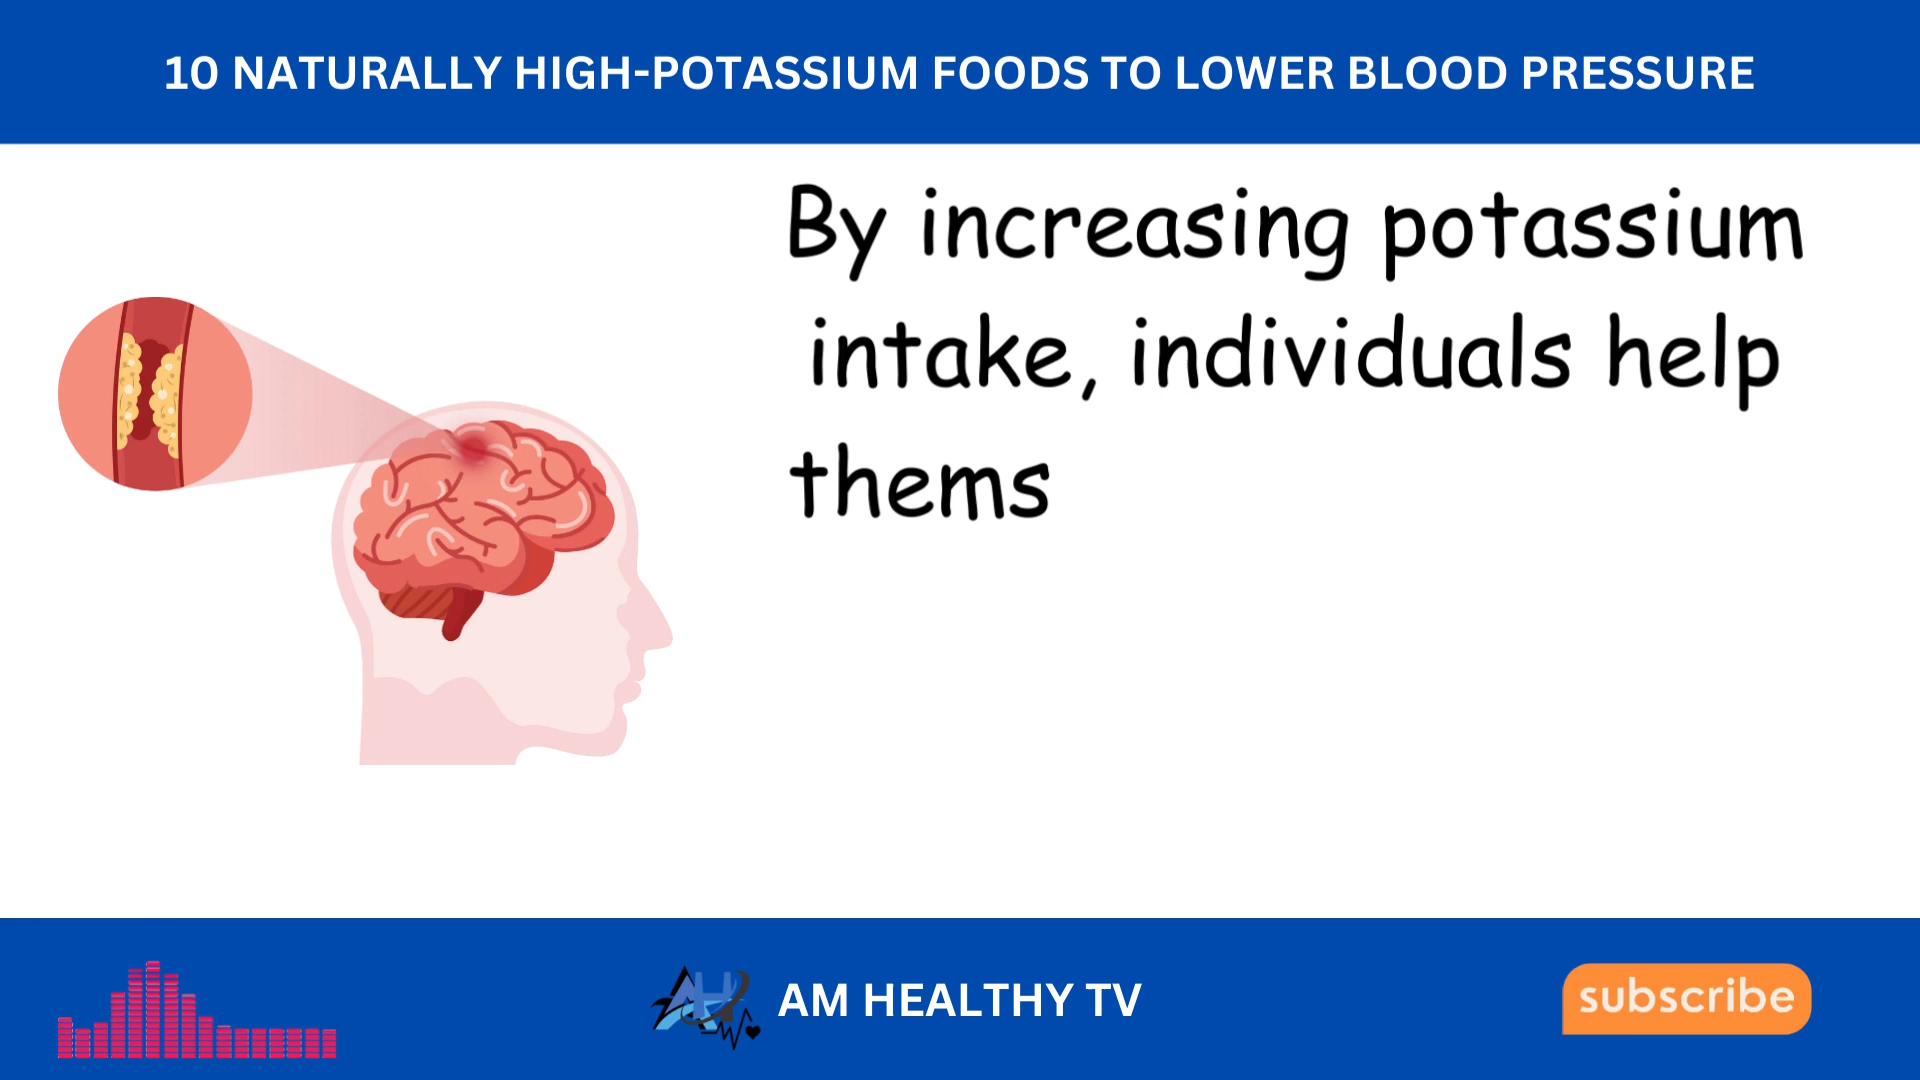 10 NATURALLY HIGH-POTASSIUM FOODS TO LOWER BLOOD PRESSURE
By increasing potassium
intake, individuals help
thems
AH
AM HEALTHY TV
subscribe